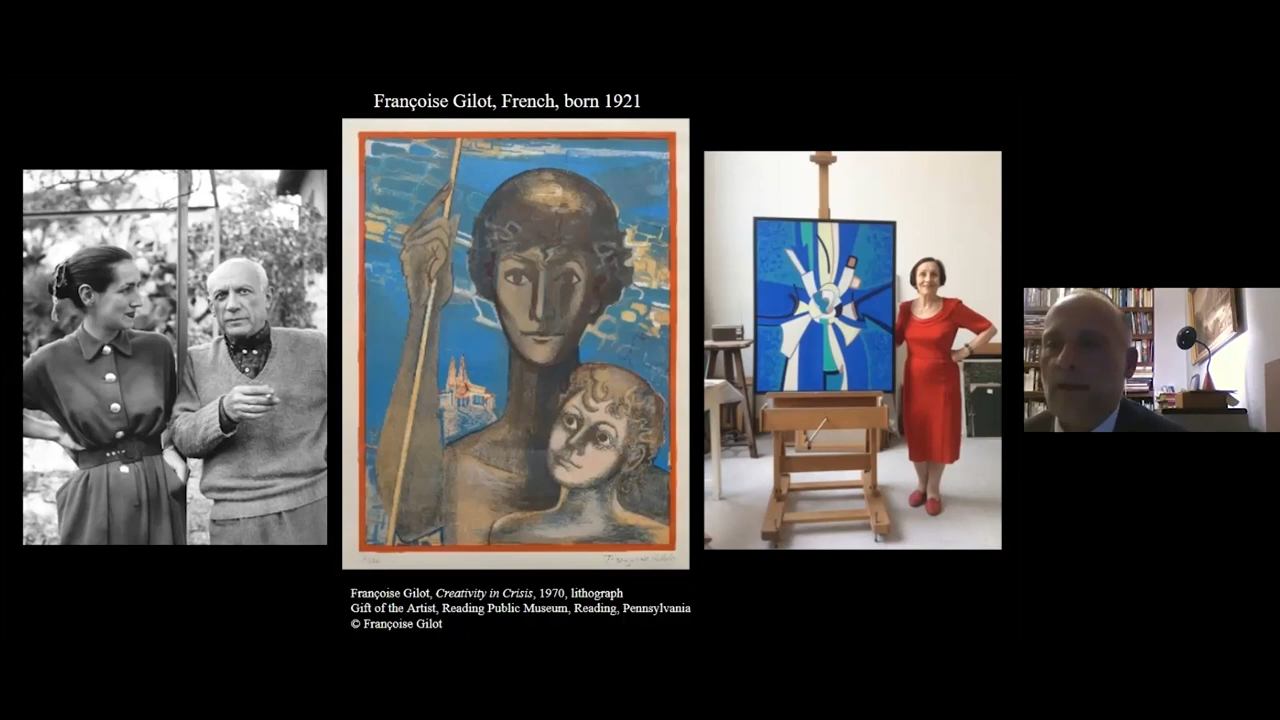 Françoise Gilot, French, born 1921
Françoise Gilot, Creativity in Crisis, 1970, lithograph
Gift of the Artist, Reading Public Museum, Reading, Pennsylvania
© Françoise Gilot